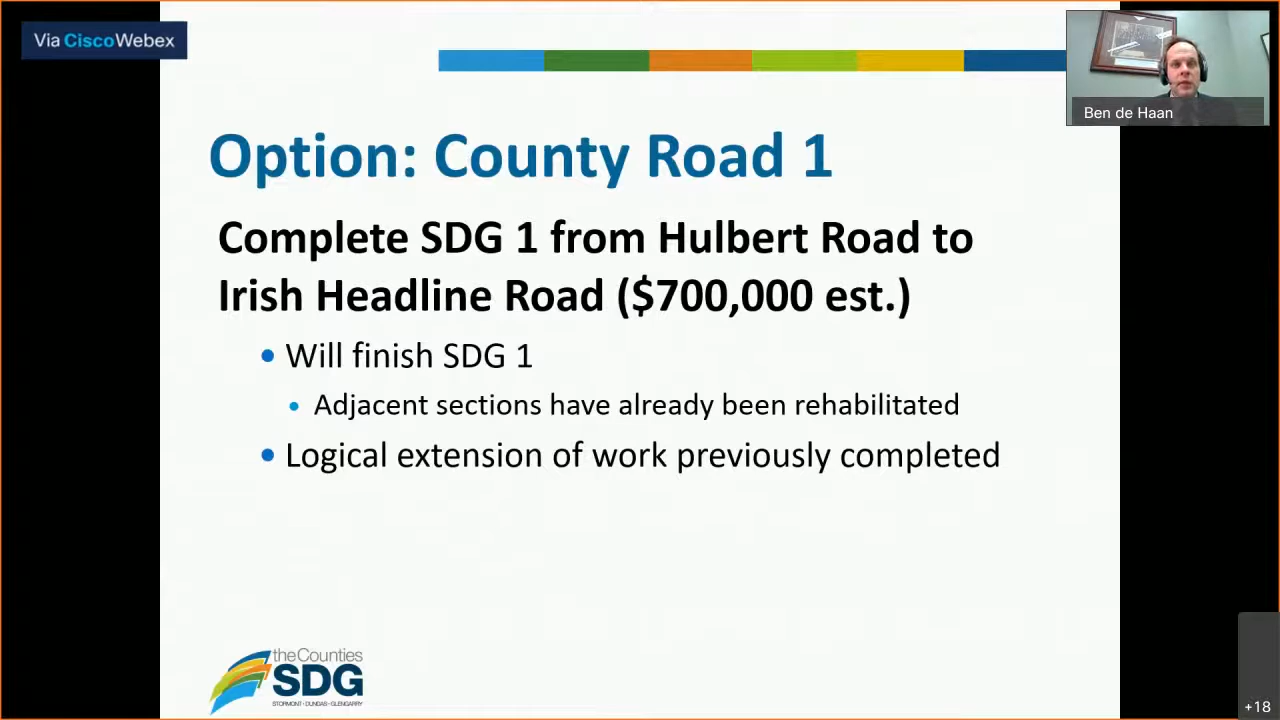 Via CiscoWebex
Ben de Haan
Option: County Road 1
Complete SDG 1 from Hulbert Road to
Irish Headline Road ($700,000 est.)
• Will finish SDG 1
• Adjacent sections have already been rehabilitated
• Logical extension of work previously completed
the Counties
SDG
STORMONT • DUNDAS • GLENGARRY
+18